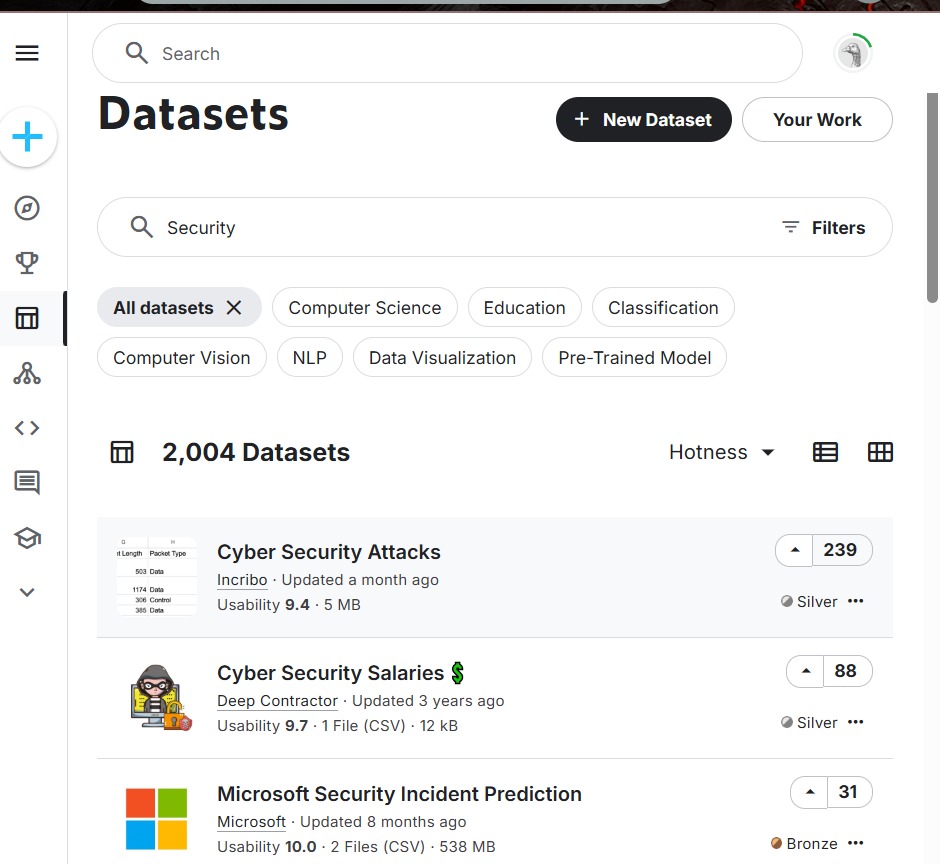 Search
Datasets
+ New Dataset
Your Work
Security
Filters
All datasets
Computer Science
Education
Classification
Computer Vision
NLP
Data Visualization
Pre-Trained Model
2,004 Datasets
Hotness
G H
t Length Packet Type
503 Data
1174 Data
306 Control
385 Data
Cyber Security Attacks
239
Incribo · Updated a month ago
Usability 9.4 · 5 MB
Silver
Cyber Security Salaries 💲
88
Deep Contractor · Updated 3 years ago
Usability 9.7 · 1 File (CSV) · 12 kB
Silver
Microsoft Security Incident Prediction
31
Microsoft · Updated 8 months ago
Usability 10.0 · 2 Files (CSV) · 538 MB
Bronze